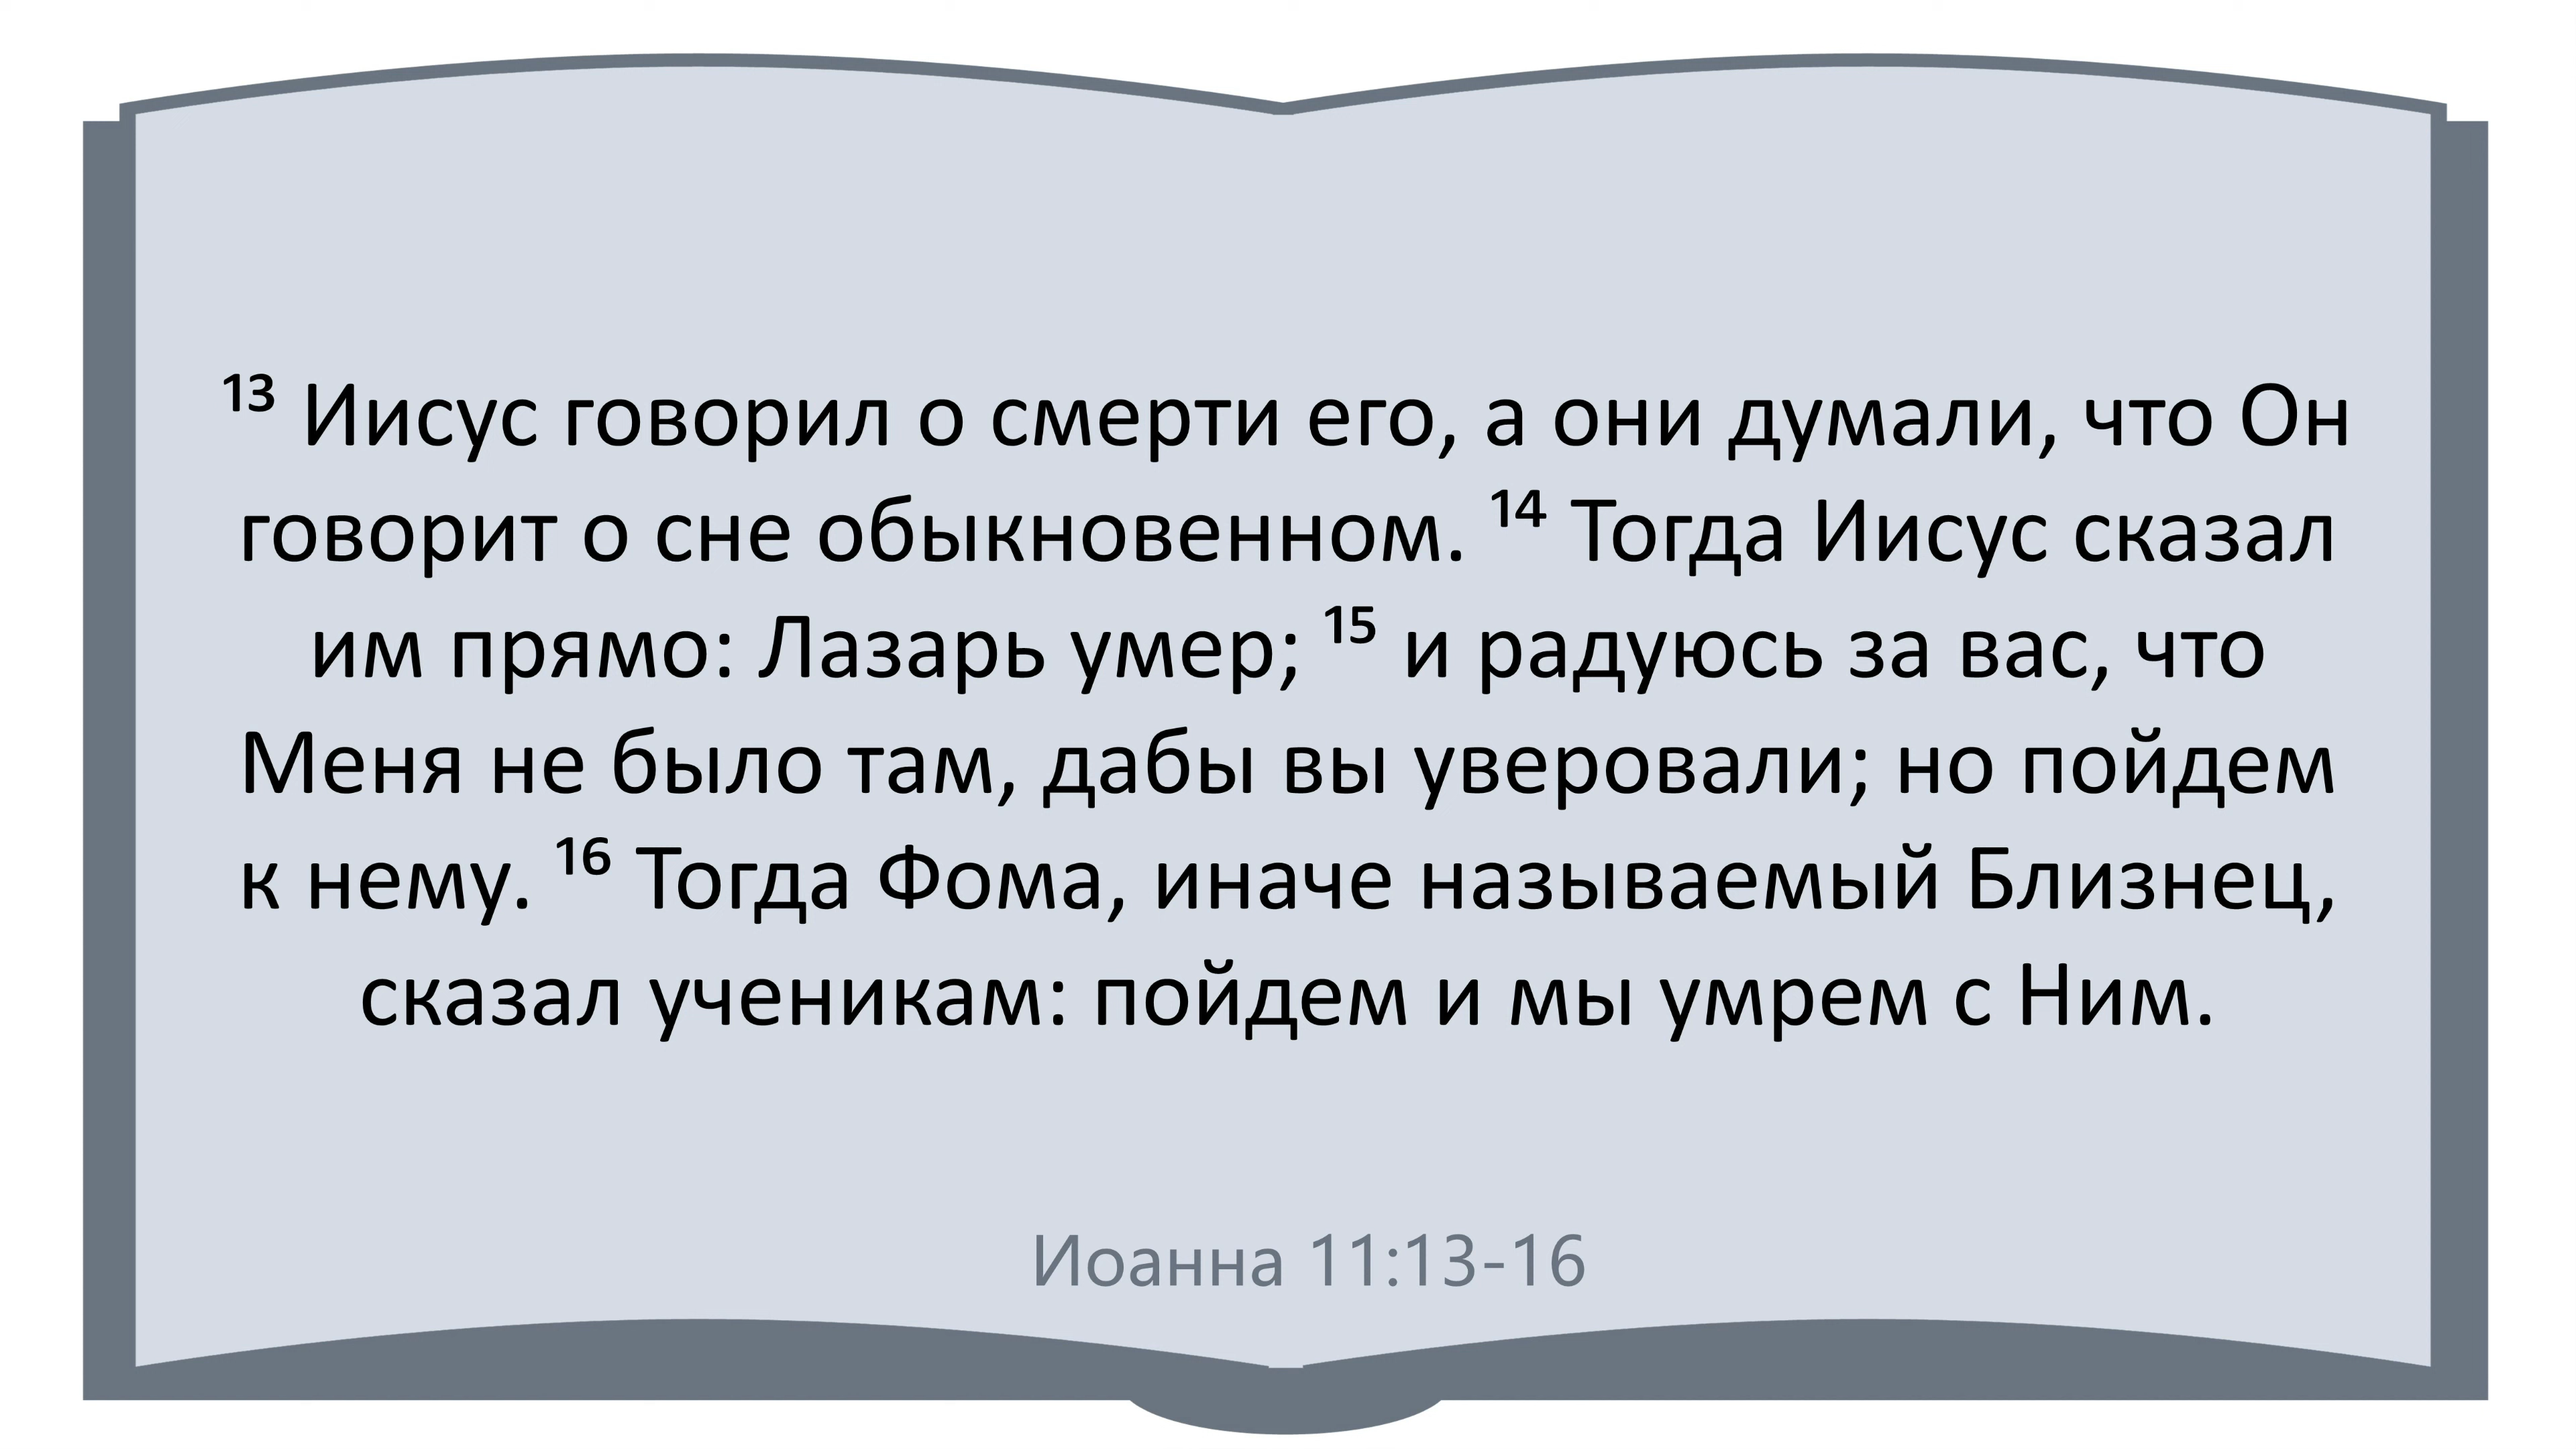 ¹³ Иисус говорил о смерти его, а они думали, что Он
говорит о сне обыкновенном. ¹⁴ Тогда Иисус сказал
им прямо: Лазарь умер; ¹⁵ и радуюсь за вас, что
Меня не было там, дабы вы уверовали; но пойдем
к нему. ¹⁶ Тогда Фома, иначе называемый Близнец,
сказал ученикам: пойдем и мы умрем с Ним.
Иоанна 11:13-16